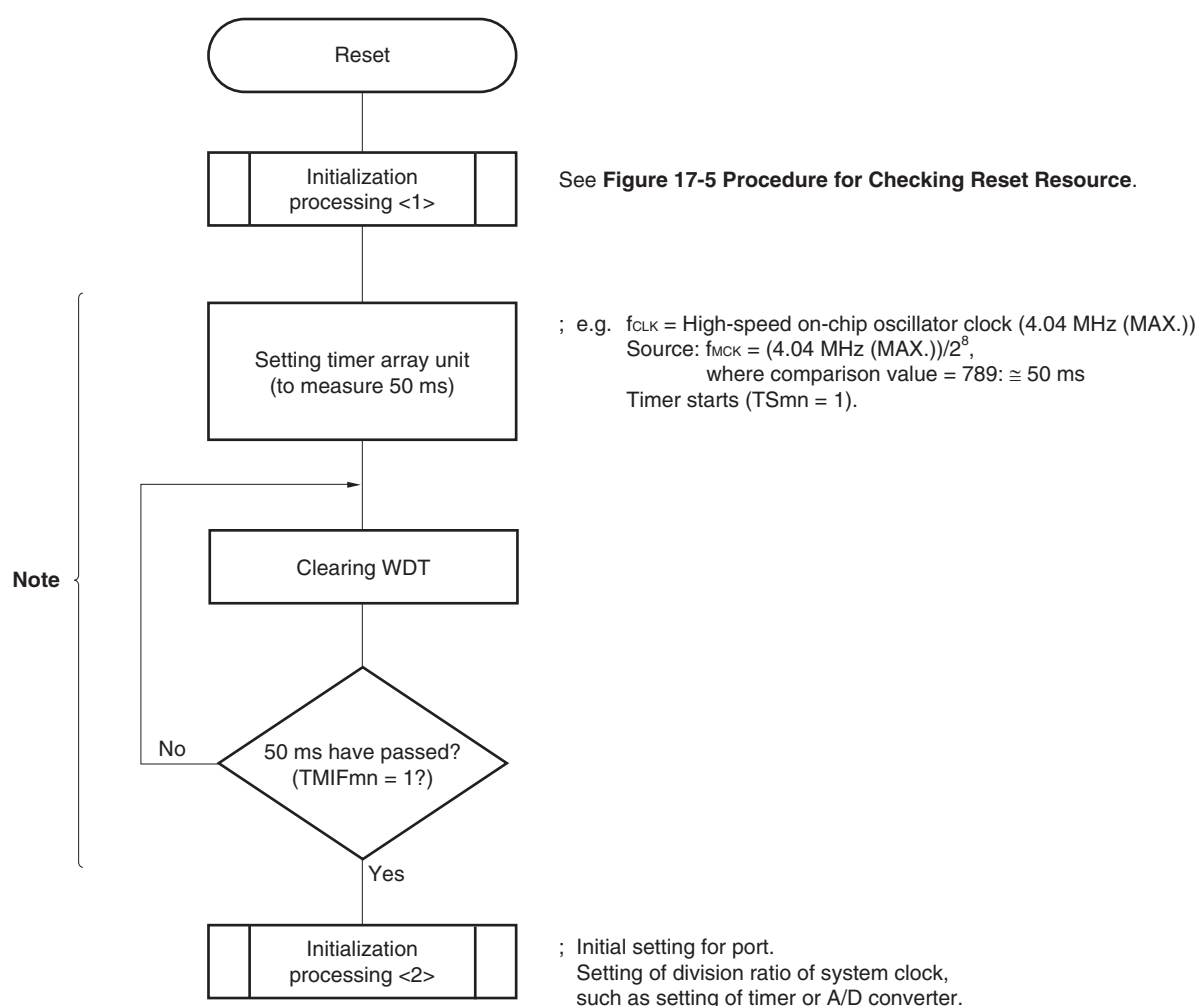 Reset
Initialization
processing <1>
See Figure 17-5 Procedure for Checking Reset Resource.
Setting timer array unit
(to measure 50 ms)
; e.g. fCLK = High-speed on-chip oscillator clock (4.04 MHz (MAX.))
Source: fMCK = (4.04 MHz (MAX.))/2⁸,
where comparison value = 789: ≅ 50 ms
Timer starts (TSmn = 1).
Note
Clearing WDT
No
50 ms have passed?
(TMIFmn = 1?)
Yes
Initialization
processing <2>
; Initial setting for port.
Setting of division ratio of system clock,
such as setting of timer or A/D converter.